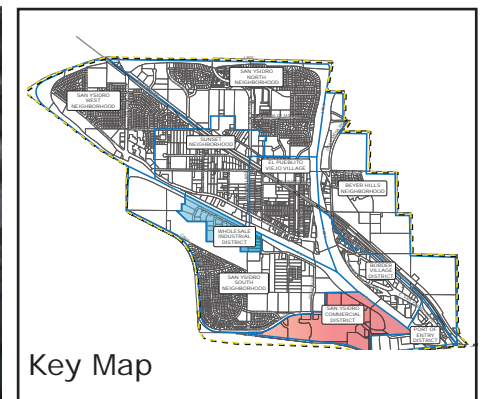 SAN YSIDRO
NORTH
NEIGHBORHOOD
SAN YSIDRO
WEST
NEIGHBORHOOD
SUNSET
NEIGHBORHOOD
EL PUEBLITO
VIEJO VILLAGE
BEYER HILLS
NEIGHBORHOOD
WHOLESALE
INDUSTRIAL
DISTRICT
BORDER
VILLAGE
DISTRICT
SAN YSIDRO
SOUTH
NEIGHBORHOOD
SAN YSIDRO
COMMERCIAL
DISTRICT
PORT OF
ENTRY
DISTRICT
Key Map